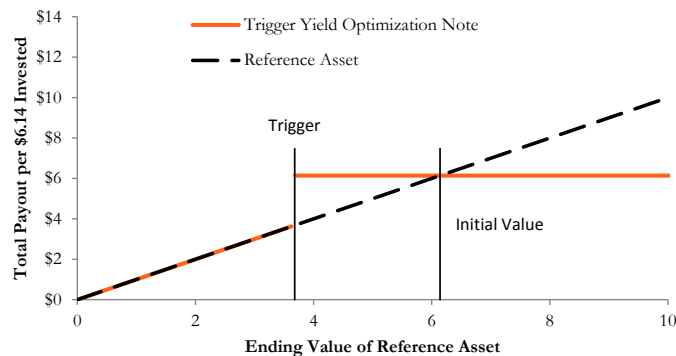 $14
$12
$10
$8
$6
$4
$2
$0
Total Payout per $6.14 Invested
Trigger Yield Optimization Note
Reference Asset
Trigger
Initial Value
0 2 4 6 8 10
Ending Value of Reference Asset